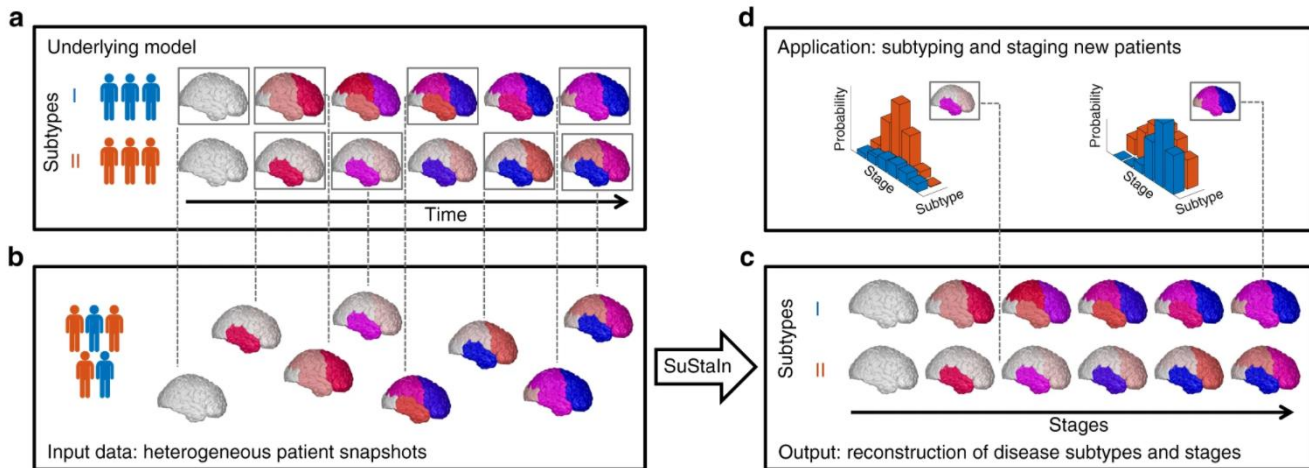 a
Underlying model
Subtypes
I
II
Time
b
Input data: heterogeneous patient snapshots
SuStaIn
d
Application: subtyping and staging new patients
Probability
Stage
Subtype
Probability
Stage
Subtype
c
Subtypes
I
II
Stages
Output: reconstruction of disease subtypes and stages